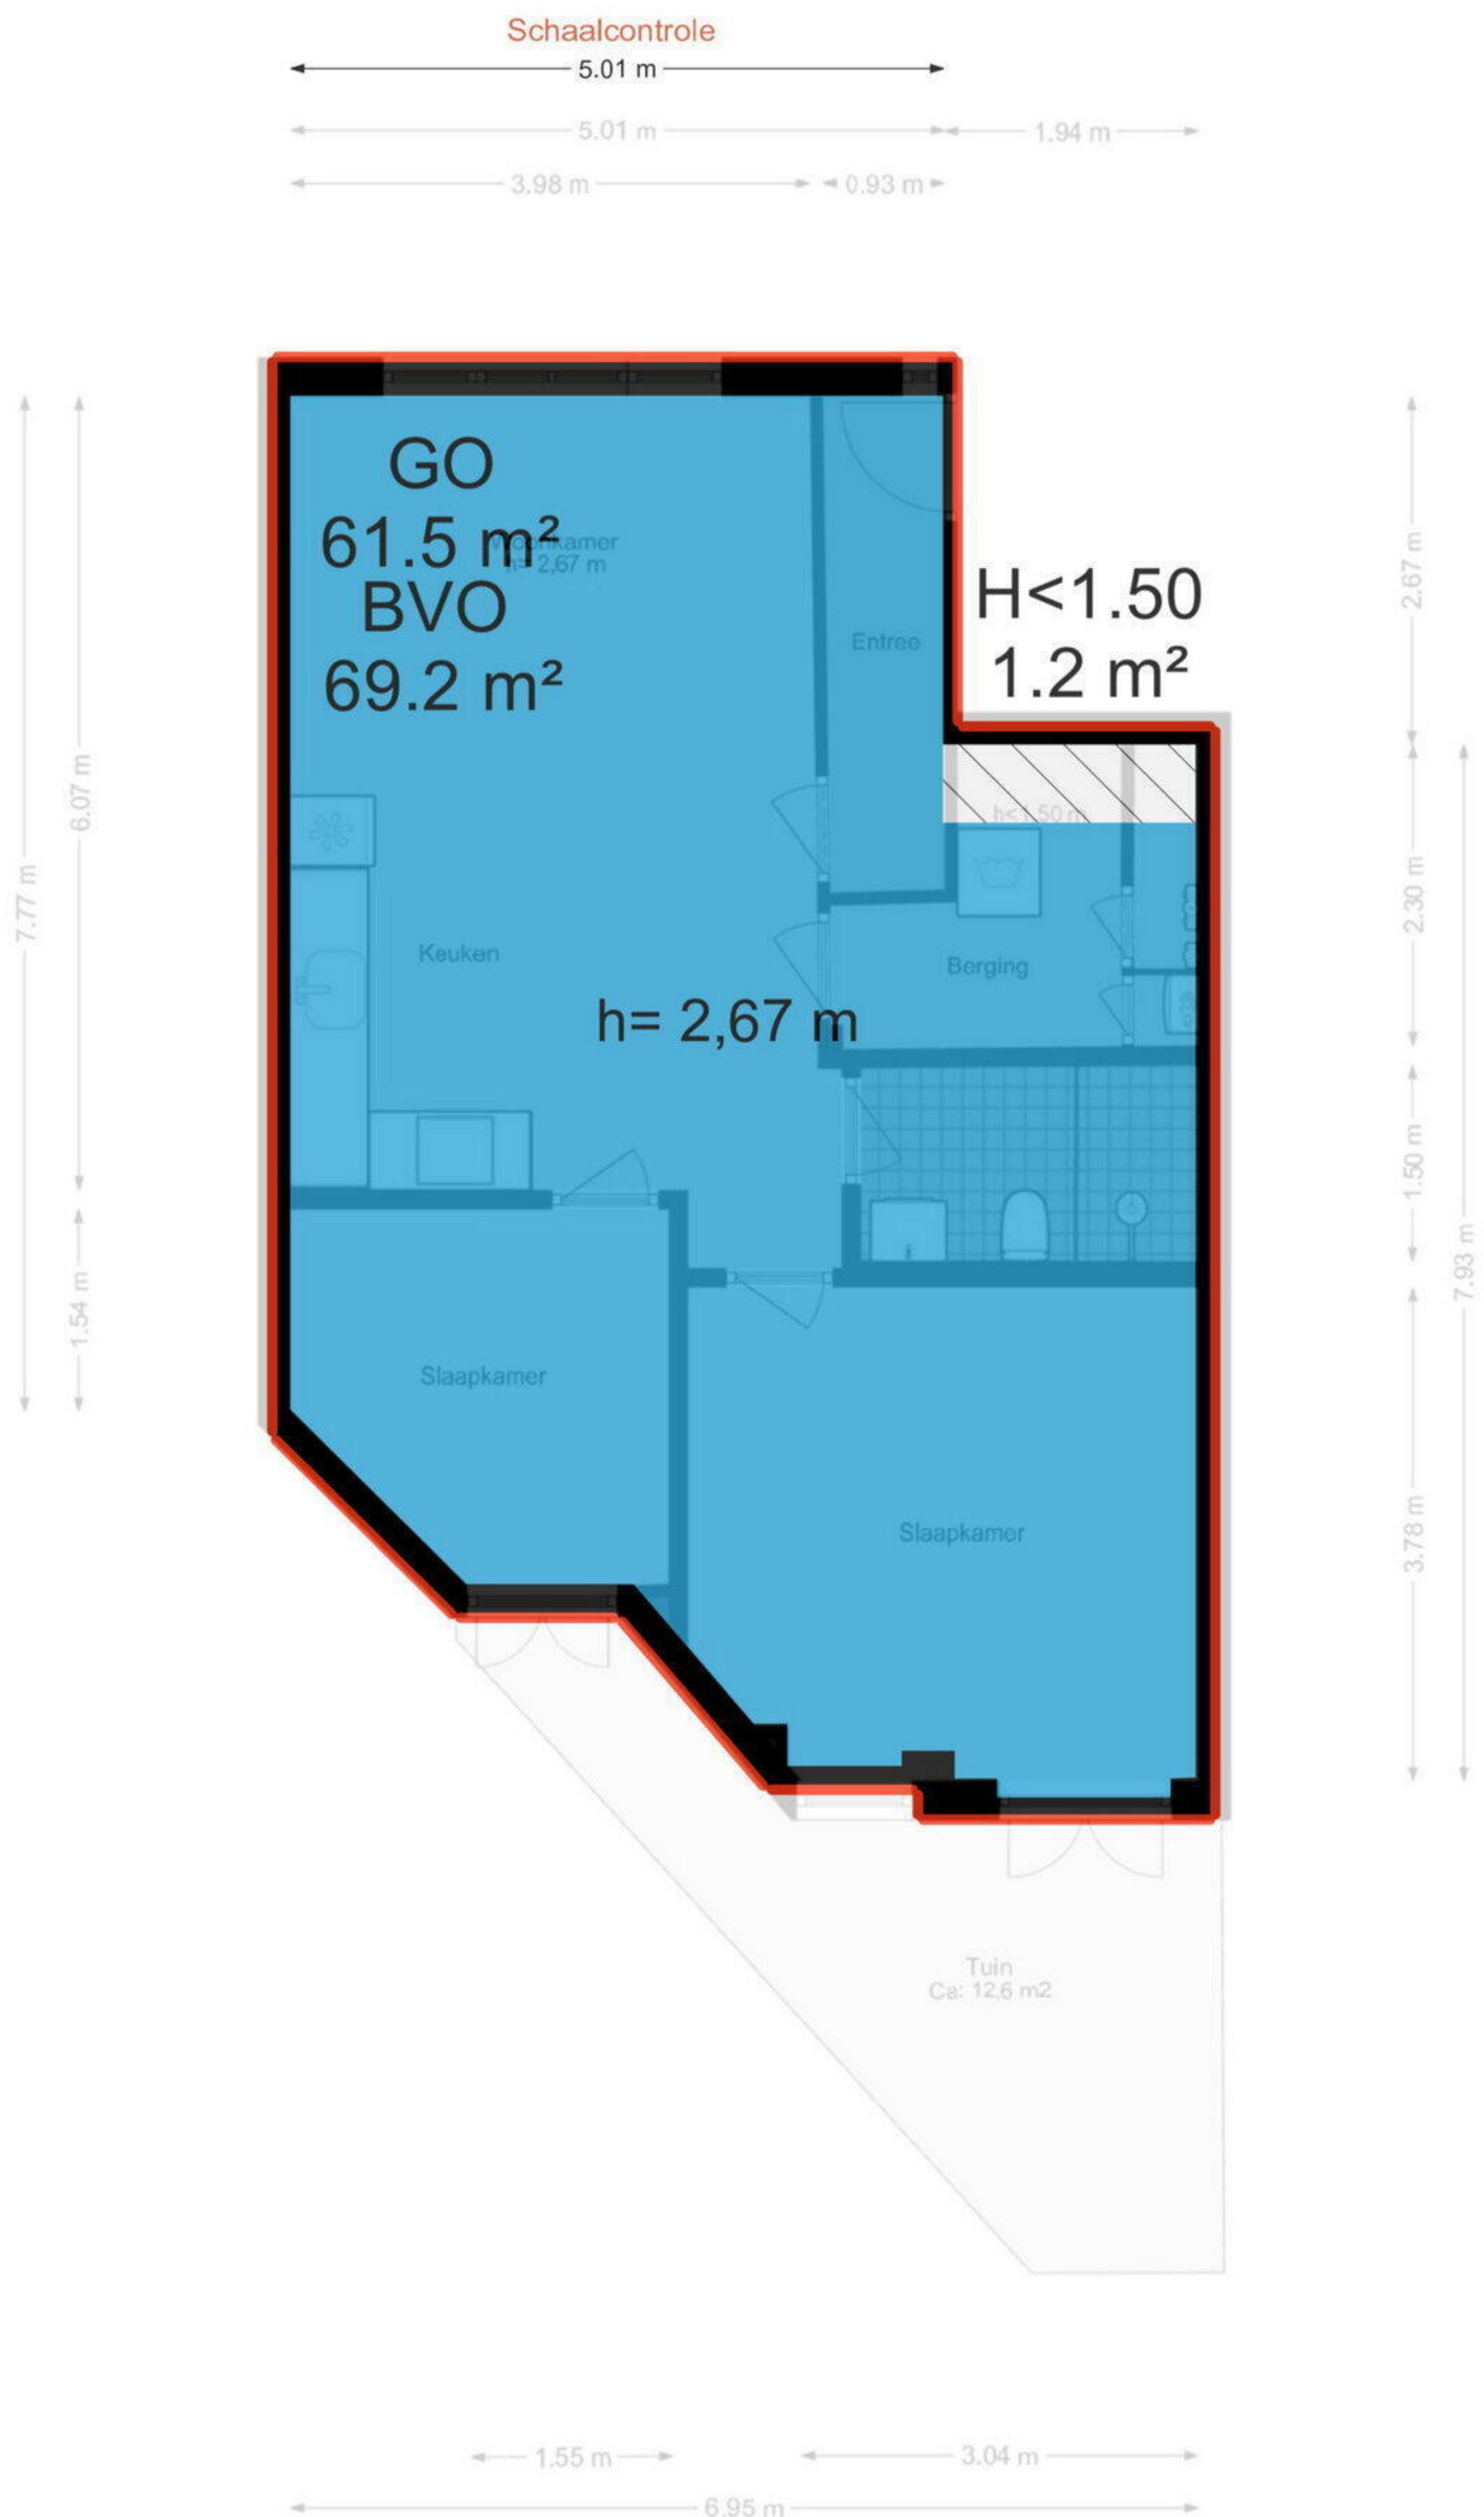 Schaalcontrole
5.01 m
5.01 m
1.94 m
3.98 m
0.93 m
GO
61.5 m²
Woonkamer
h= 2,67 m
BVO
69.2 m²
H<1.50
1.2 m²
Entree
h<1.50 m
Keuken
Berging
h= 2,67 m
Slaapkamer
Slaapkamer
Tuin
Ca: 12,6 m2
7.77 m
6.07 m
1.54 m
2.67 m
2.30 m
1.50 m
3.78 m
7.93 m
1.55 m
3.04 m
6.95 m